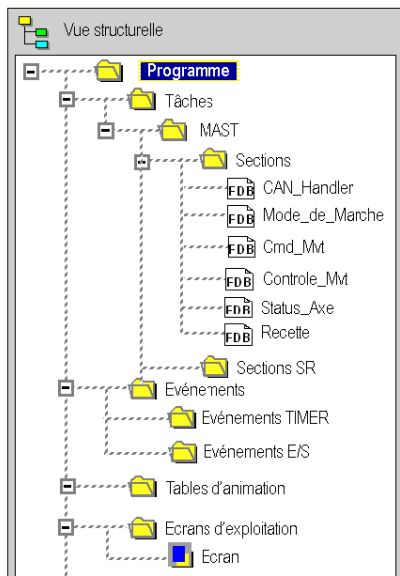 Vue structurelle
Programme
Tâches
MAST
Sections
FDB CAN_Handler
FDB Mode_de_Marche
FDB Cmd_Mvt
FDB Controle_Mvt
FDB Status_Axe
FDB Recette
Sections SR
Evénements
Evénements TIMER
Evénements E/S
Tables d'animation
Ecrans d'exploitation
Ecran